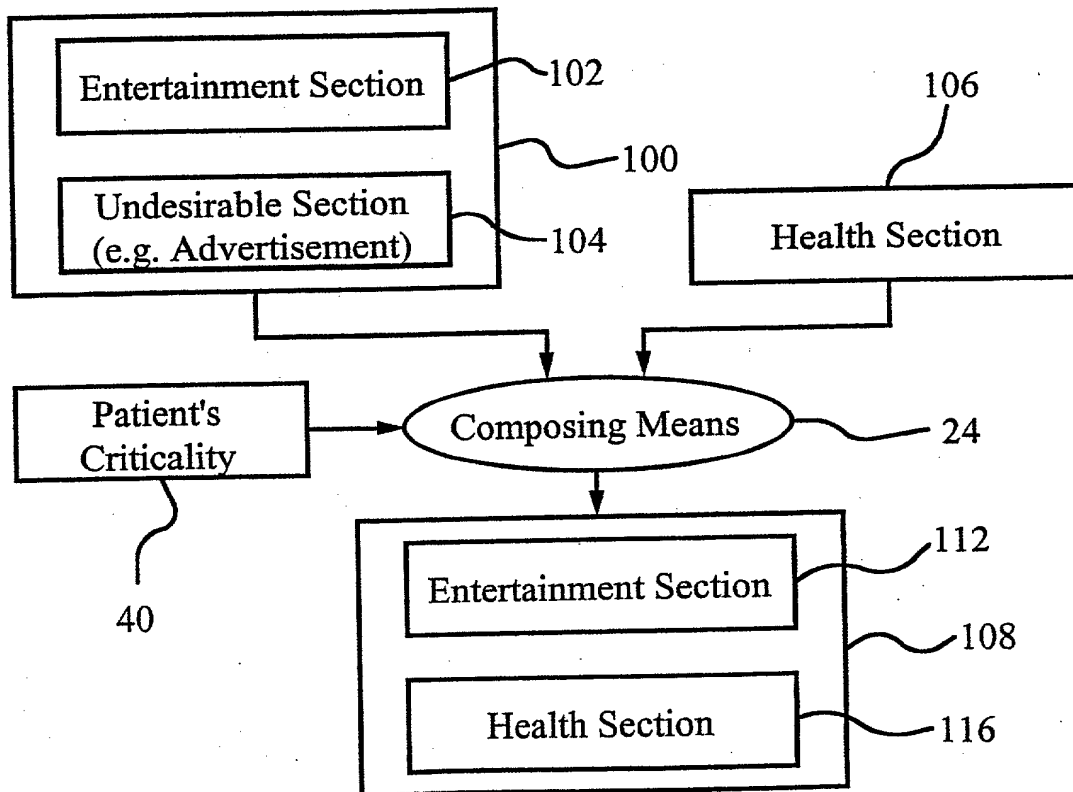 Entertainment Section
102
106
100
Undesirable Section
(e.g. Advertisement)
104
Health Section
Patient's
Criticality
Composing Means
24
40
112
Entertainment Section
108
Health Section
116